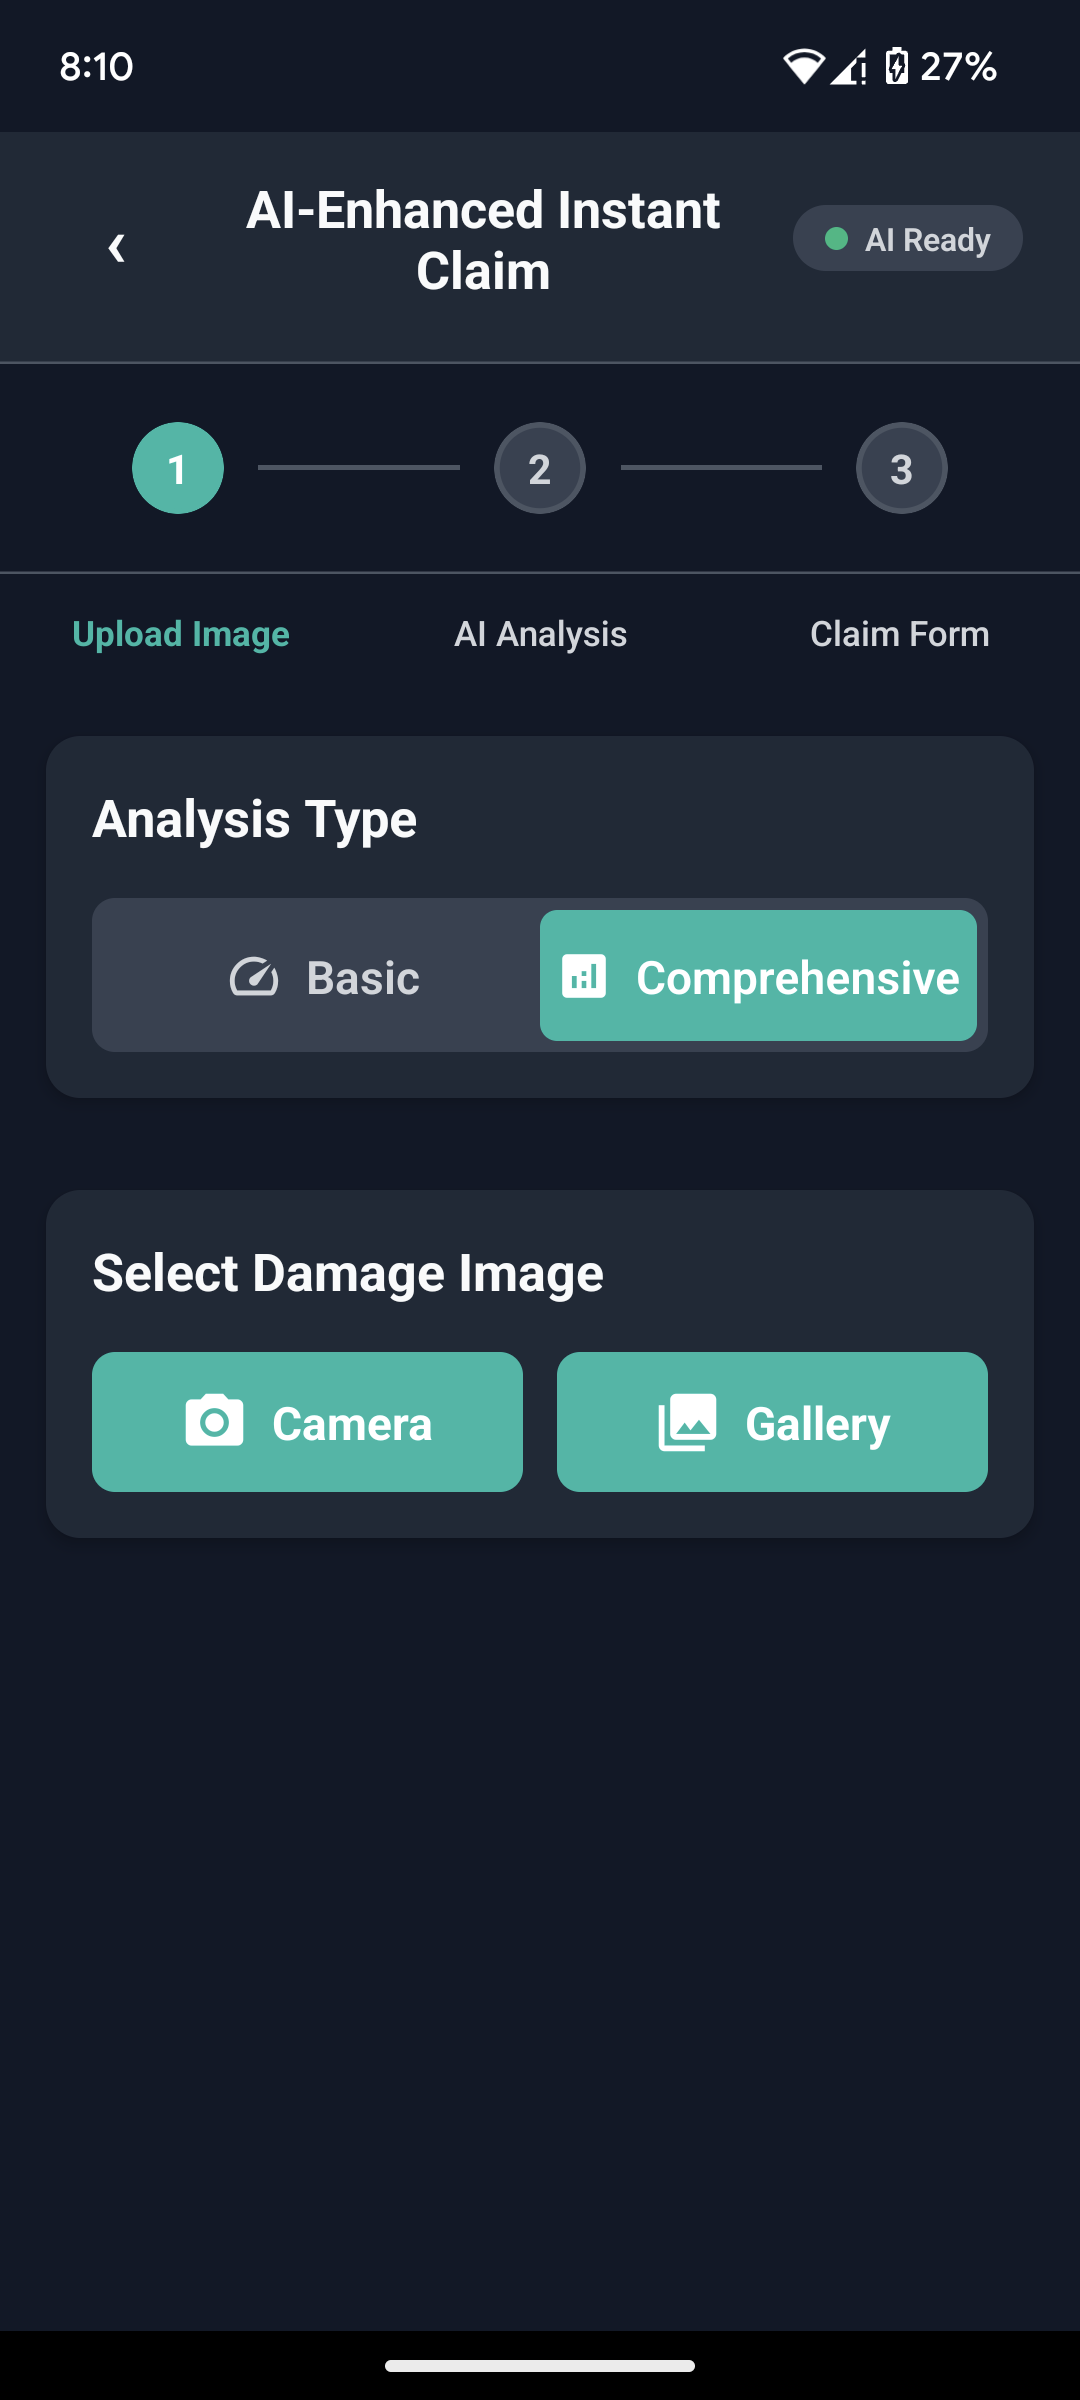 8:10
27%
‹
AI-Enhanced Instant
Claim
AI Ready
1
2
3
Upload Image
AI Analysis
Claim Form
Analysis Type
Basic
Comprehensive
Select Damage Image
Camera
Gallery